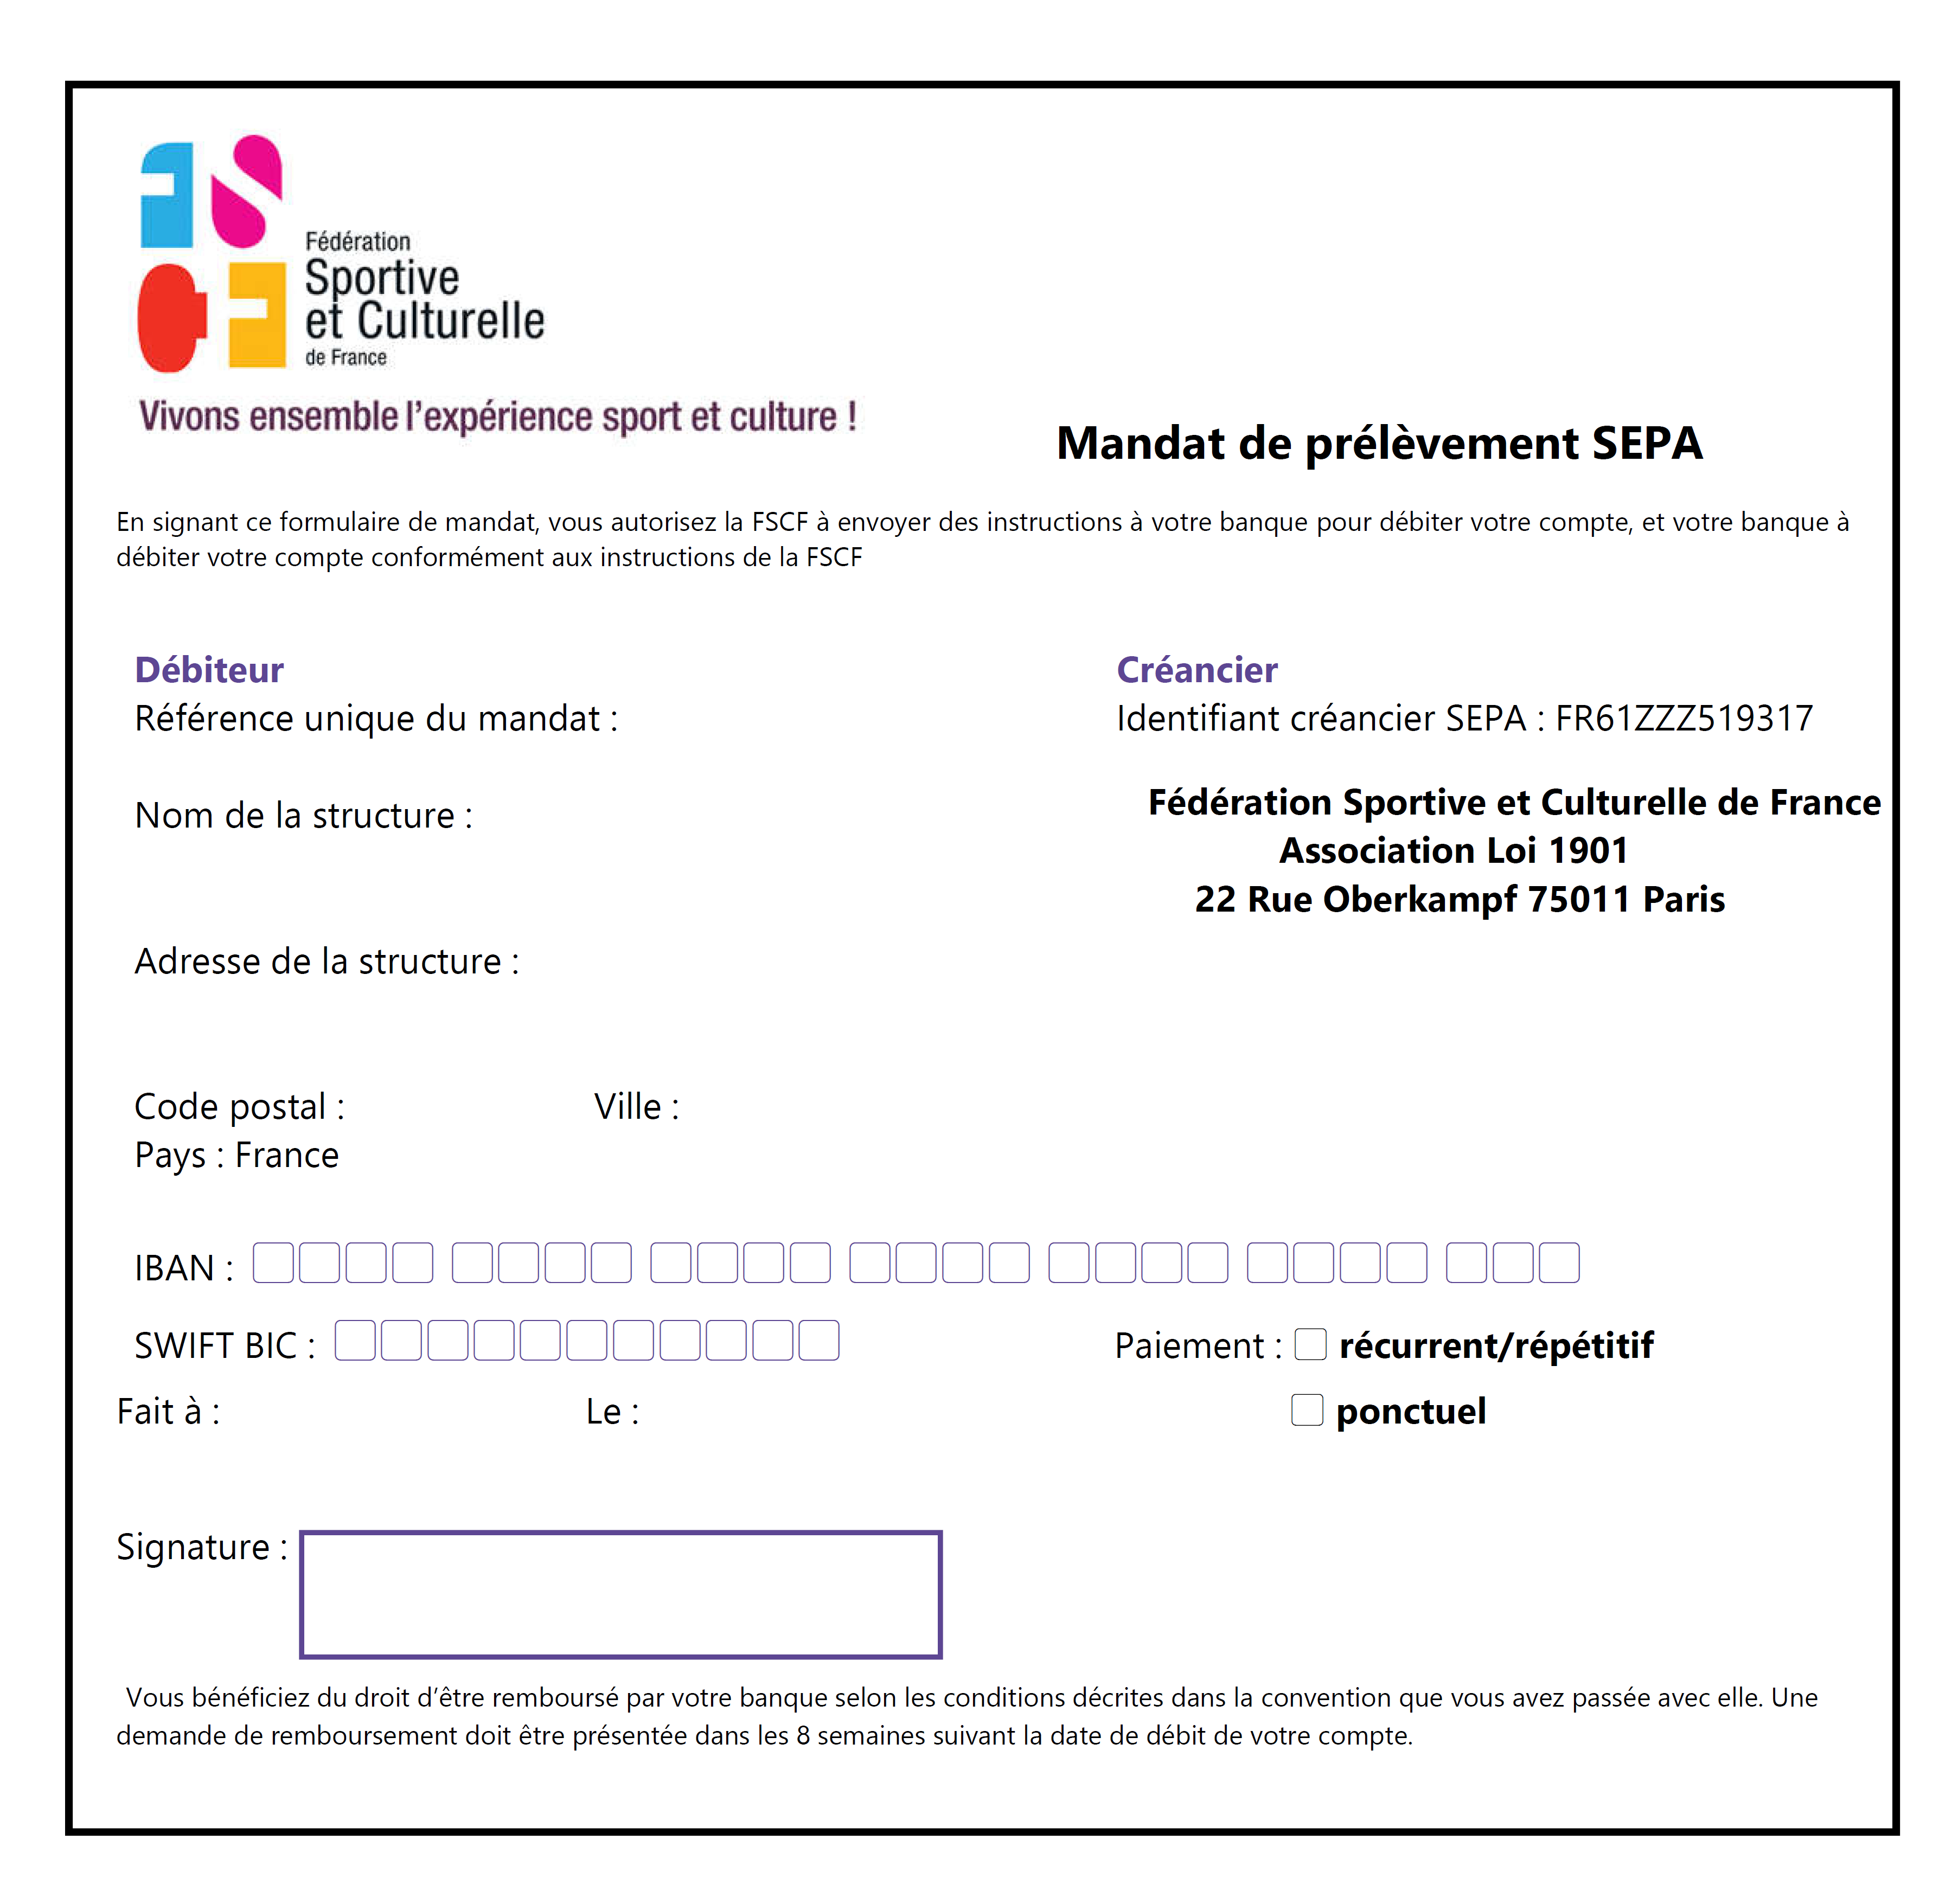 FSCF
Fédération
Sportive
et Culturelle
de France
Vivons ensemble l'expérience sport et culture !
Mandat de prélèvement SEPA
En signant ce formulaire de mandat, vous autorisez la FSCF à envoyer des instructions à votre banque pour débiter votre compte, et votre banque à
débiter votre compte conformément aux instructions de la FSCF
Débiteur
Référence unique du mandat :
Nom de la structure :
Adresse de la structure :
Code postal : Ville :
Pays : France
Créancier
Identifiant créancier SEPA : FR61ZZZ519317
Fédération Sportive et Culturelle de France
Association Loi 1901
22 Rue Oberkampf 75011 Paris
IBAN :
SWIFT BIC :
Paiement : récurrent/répétitif
Fait à : Le :
ponctuel
Signature :
Vous bénéficiez du droit d’être remboursé par votre banque selon les conditions décrites dans la convention que vous avez passée avec elle. Une
demande de remboursement doit être présentée dans les 8 semaines suivant la date de débit de votre compte.